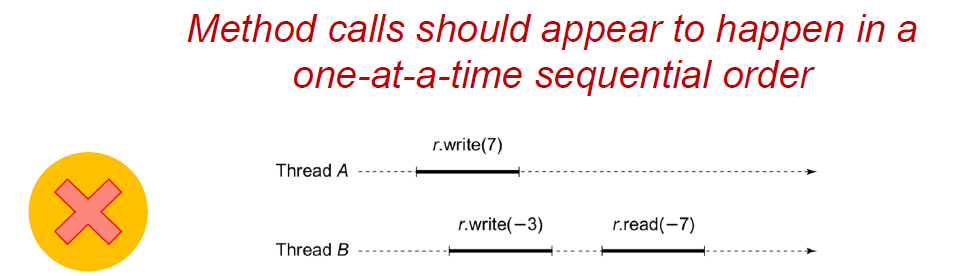 Method calls should appear to happen in a
one-at-a-time sequential order
r.write(7)
Thread A
r.write(−3) r.read(−7)
Thread B